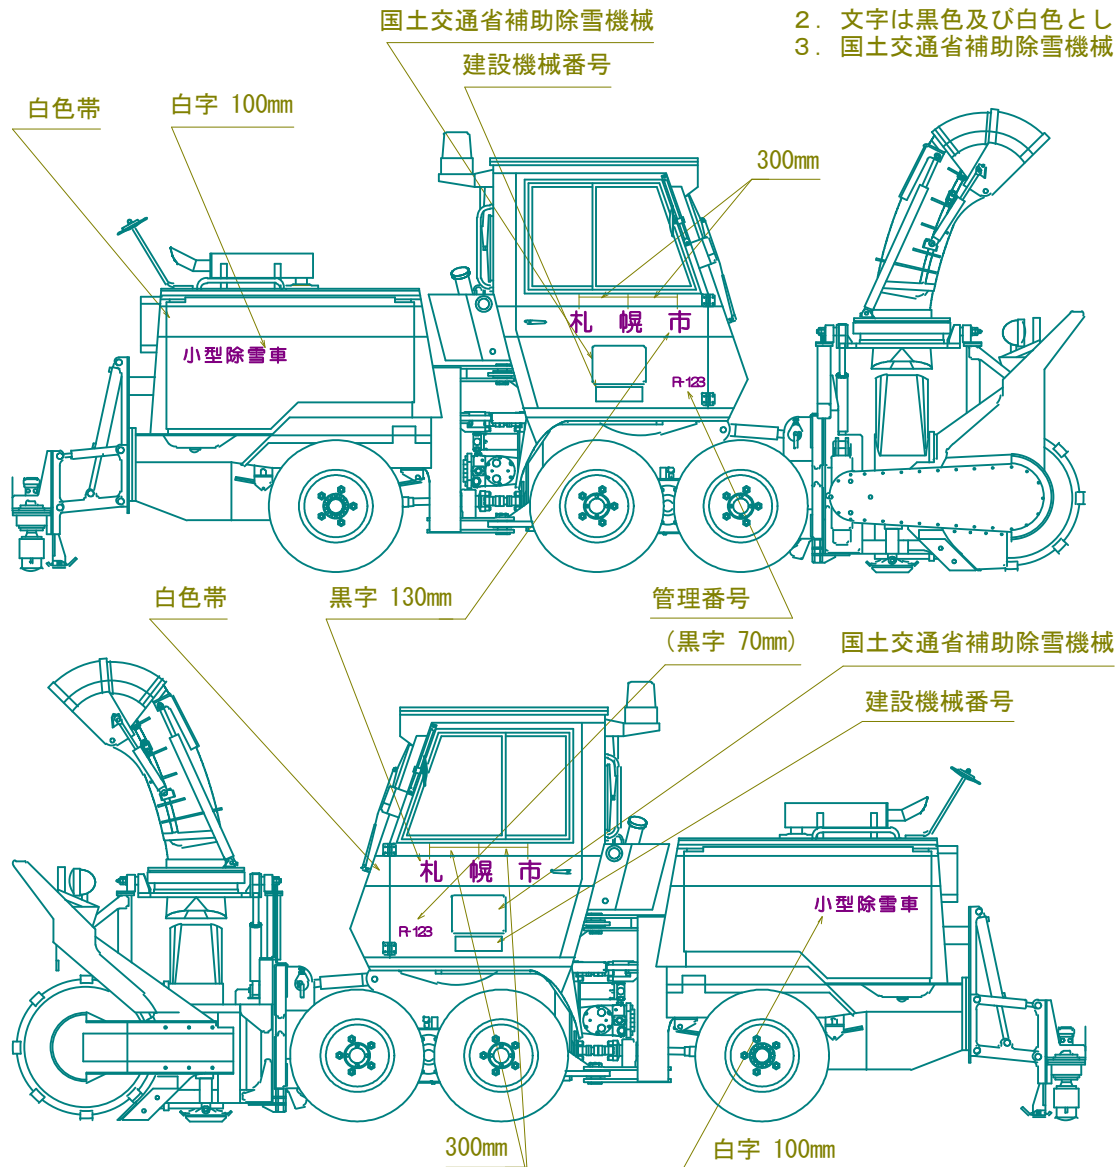 国土交通省補助除雪機械
2. 文字は黒色及び白色とし
3. 国土交通省補助除雪機械
建設機械番号
白色帯
白字 100mm
300mm
札 幌 市
小型除雪車
R-123
白色帯
黒字 130mm
管理番号
(黒字 70mm)
国土交通省補助除雪機械
建設機械番号
札 幌 市
小型除雪車
R-123
300mm
白字 100mm